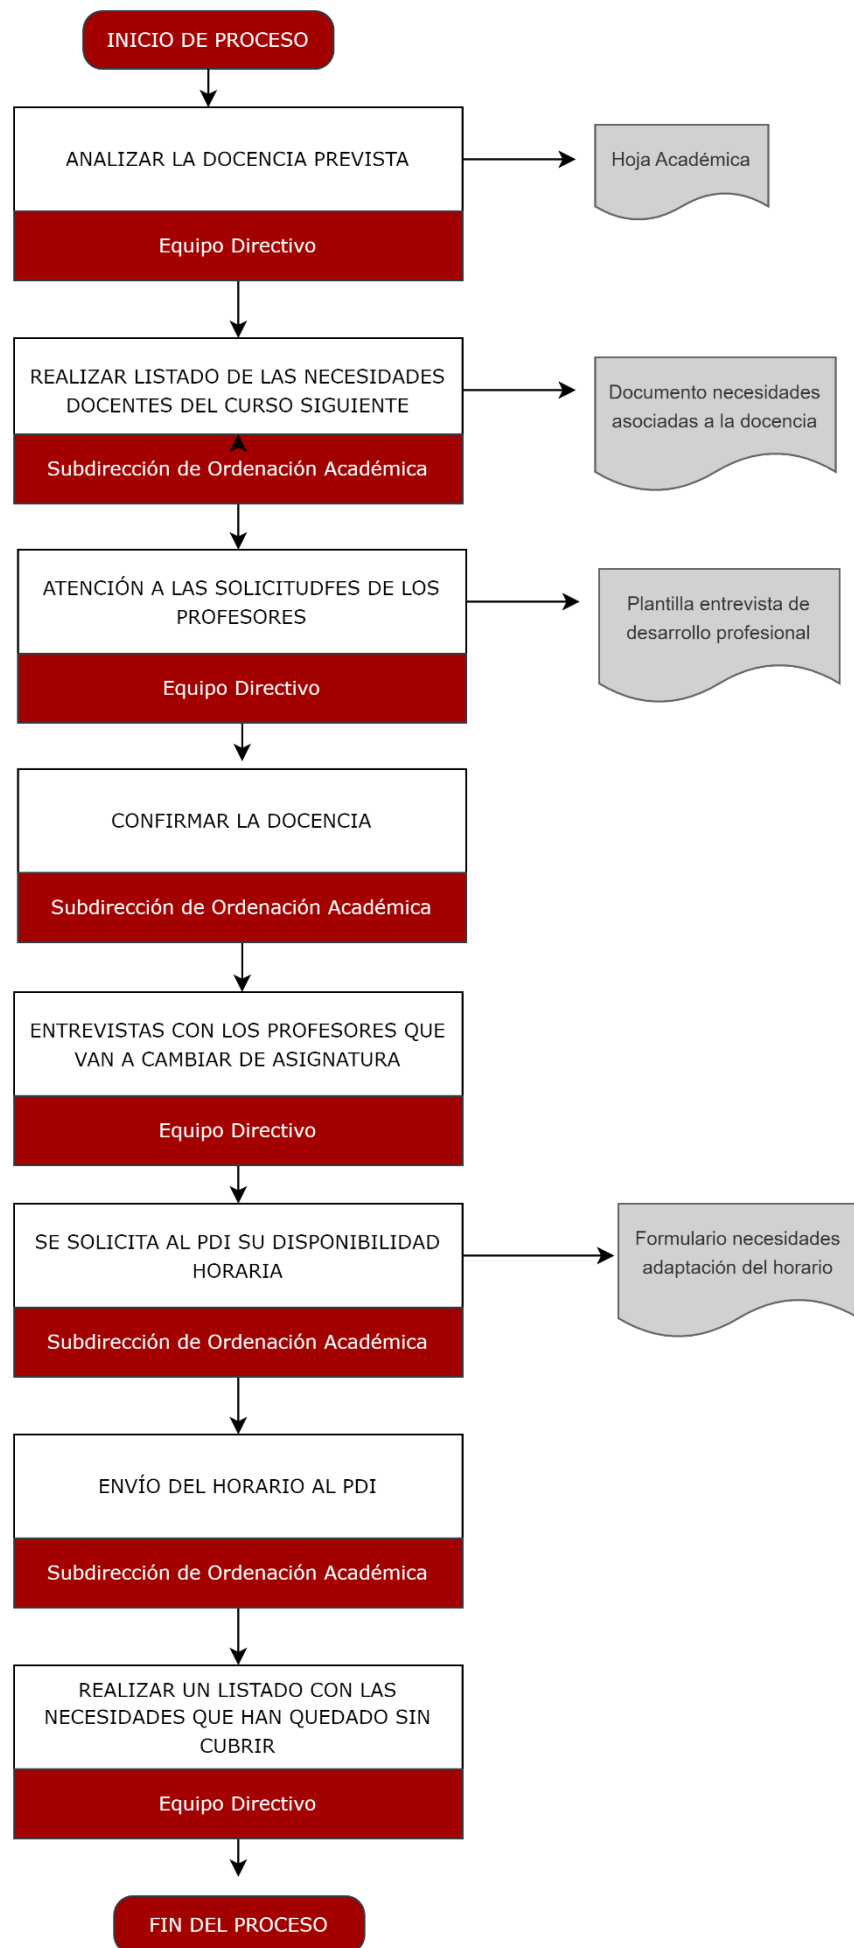 INICIO DE PROCESO
ANALIZAR LA DOCENCIA PREVISTA
Hoja Académica
Equipo Directivo
REALIZAR LISTADO DE LAS NECESIDADES
DOCENTES DEL CURSO SIGUIENTE
Documento necesidades
asociadas a la docencia
Subdirección de Ordenación Académica
ATENCIÓN A LAS SOLICITUDFES DE LOS
PROFESORES
Plantilla entrevista de
desarrollo profesional
Equipo Directivo
CONFIRMAR LA DOCENCIA
Subdirección de Ordenación Académica
ENTREVISTAS CON LOS PROFESORES QUE
VAN A CAMBIAR DE ASIGNATURA
Equipo Directivo
SE SOLICITA AL PDI SU DISPONIBILIDAD
HORARIA
Formulario necesidades
adaptación del horario
Subdirección de Ordenación Académica
ENVÍO DEL HORARIO AL PDI
Subdirección de Ordenación Académica
REALIZAR UN LISTADO CON LAS
NECESIDADES QUE HAN QUEDADO SIN
CUBRIR
Equipo Directivo
FIN DEL PROCESO